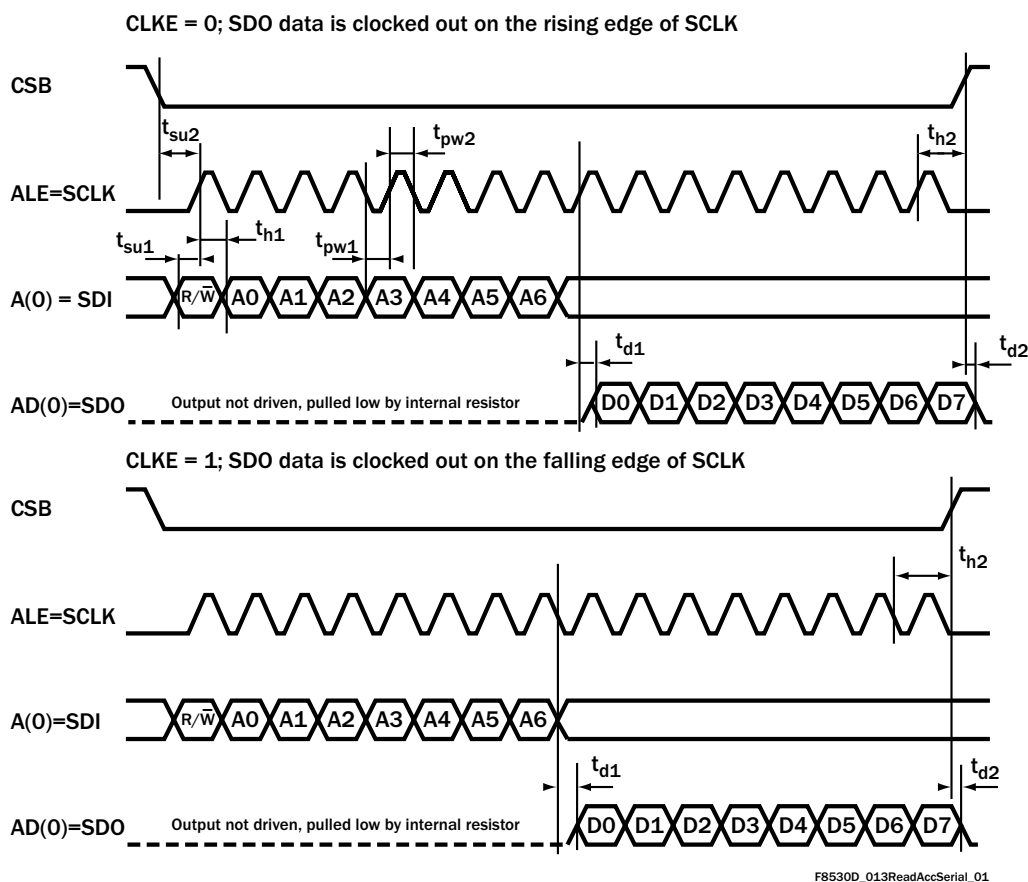 CLKE = 0; SDO data is clocked out on the rising edge of SCLK
CSB
tsu2
tpw2
th2
ALE=SCLK
tsu1
th1
tpw1
A(0) = SDI
R/W̅ A0 A1 A2 A3 A4 A5 A6
td1
td2
AD(0)=SDO
Output not driven, pulled low by internal resistor
D0 D1 D2 D3 D4 D5 D6 D7
CLKE = 1; SDO data is clocked out on the falling edge of SCLK
CSB
th2
ALE=SCLK
A(0)=SDI
R/W̅ A0 A1 A2 A3 A4 A5 A6
td1
td2
AD(0)=SDO
Output not driven, pulled low by internal resistor
D0 D1 D2 D3 D4 D5 D6 D7
F8530D_013ReadAccSerial_01